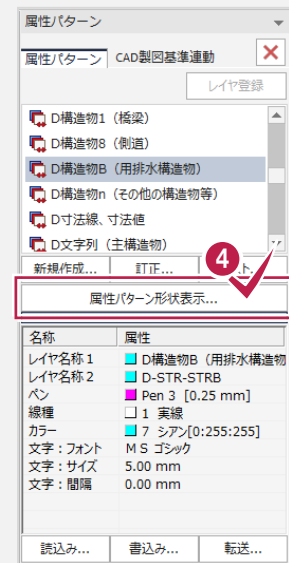 属性パターン
属性パターン CAD製図基準連動
レイヤ登録
D構造物1（橋梁）
D構造物8（側道）
D構造物B（用排水構造物）
D構造物n（その他の構造物等）
D寸法線、寸法値
D文字列（主構造物）
新規作成... 訂正...
4
属性パターン形状表示...
名称 属性
レイヤ名称1 D構造物B（用排水構造物
レイヤ名称2 D-STR-STRB
ペン Pen 3 [0.25 mm]
線種 1 実線
カラー 7 シアン[0:255:255]
文字：フォント ＭＳ ゴシック
文字：サイズ 5.00 mm
文字：間隔 0.00 mm
読込み... 書込み... 転送...